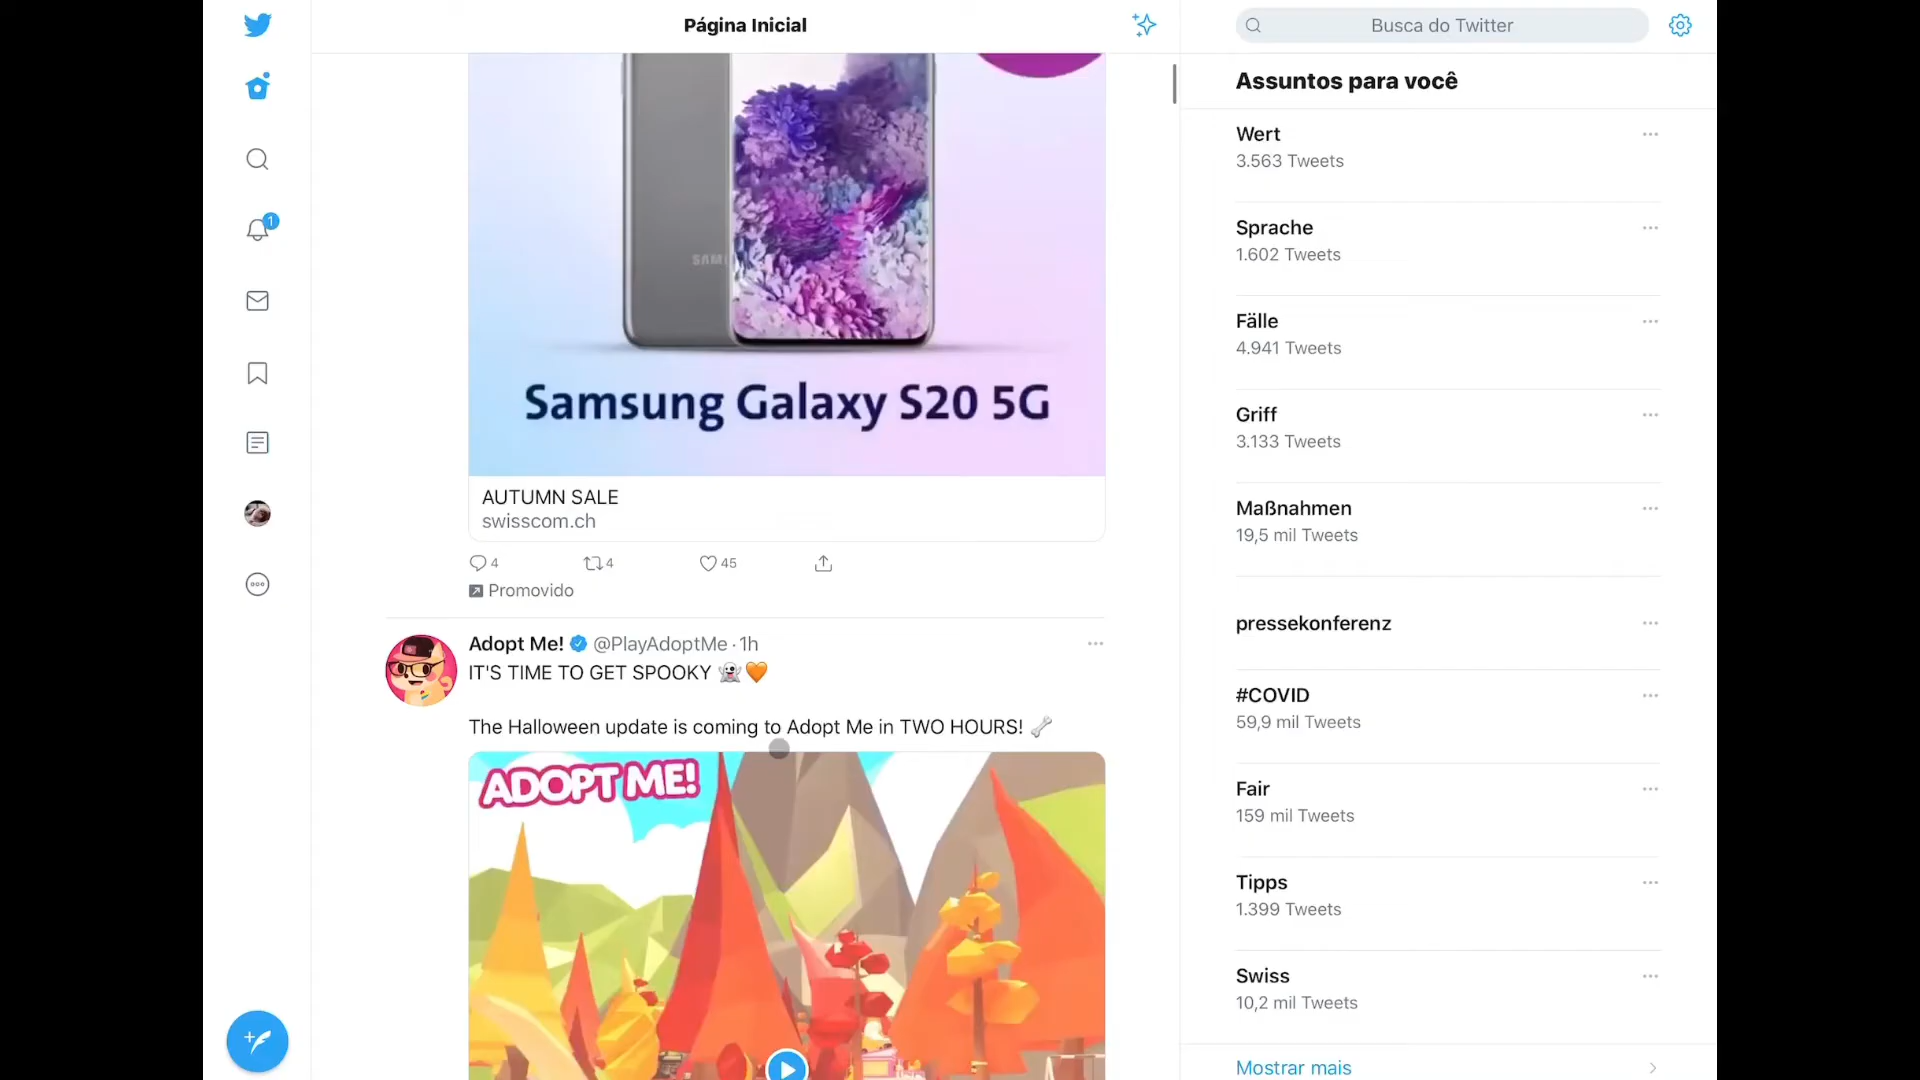 Página Inicial
Busca do Twitter
1
Samsung Galaxy S20 5G
AUTUMN SALE
swisscom.ch
4
4
45
Promovido
Adopt Me! @PlayAdoptMe · 1h
IT'S TIME TO GET SPOOKY 👻🧡
The Halloween update is coming to Adopt Me in TWO HOURS! 🦴
ADOPT ME!
Assuntos para você
Wert
3.563 Tweets
Sprache
1.602 Tweets
Fälle
4.941 Tweets
Griff
3.133 Tweets
Maßnahmen
19,5 mil Tweets
pressekonferenz
#COVID
59,9 mil Tweets
Fair
159 mil Tweets
Tipps
1.399 Tweets
Swiss
10,2 mil Tweets
Mostrar mais